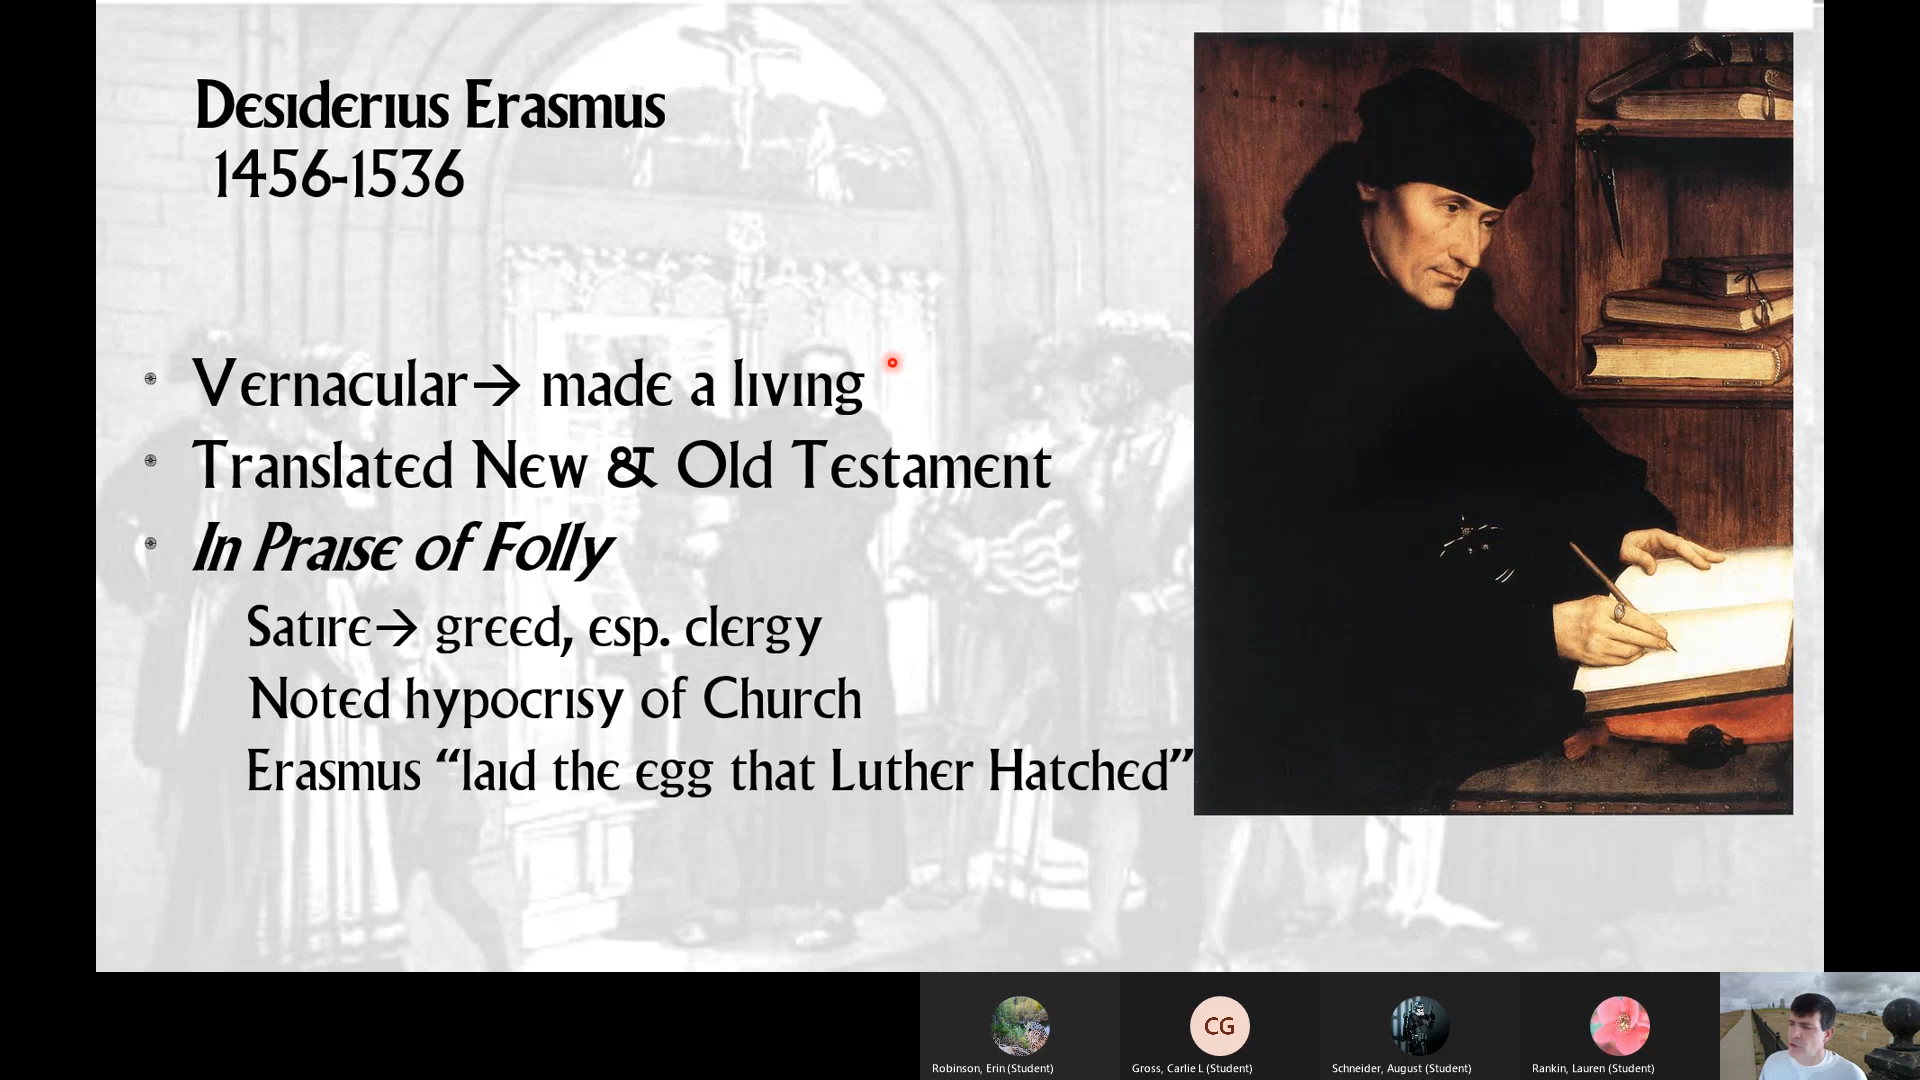 Desiderius Erasmus
1456-1536
Vernacular→ made a living
Translated New & Old Testament
In Praise of Folly
Satire→ greed, esp. clergy
Noted hypocrisy of Church
Erasmus “laid the egg that Luther Hatched”
CG
Robinson, Erin (Student)
Gross, Carlie L (Student)
Schneider, August (Student)
Rankin, Lauren (Student)